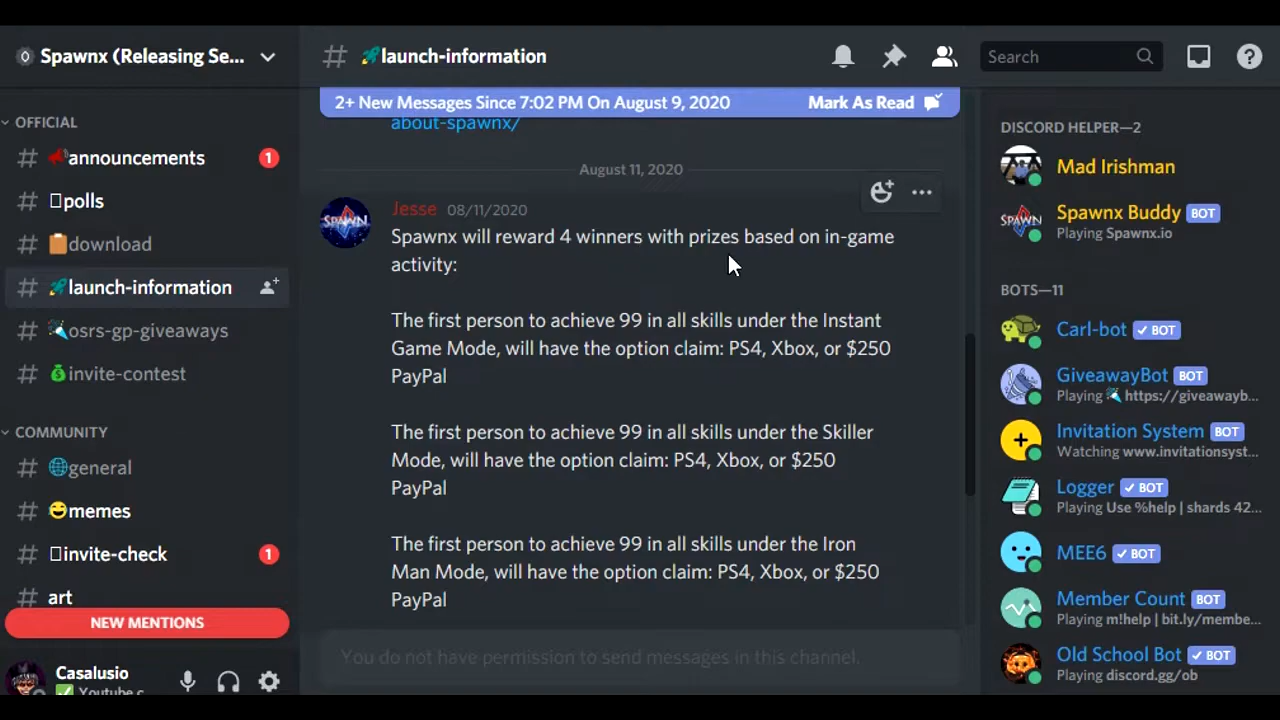 Spawnx (Releasing Se...
OFFICIAL
announcements
1
polls
download
launch-information
osrs-gp-giveaways
invite-contest
COMMUNITY
general
memes
invite-check
1
art
NEW MENTIONS
Casalusio
Youtube c
launch-information
Search
2+ New Messages Since 7:02 PM On August 9, 2020 Mark As Read
about-spawnx/
August 11, 2020
SPAWN
Jesse 08/11/2020
Spawnx will reward 4 winners with prizes based on in-game
activity:
The first person to achieve 99 in all skills under the Instant
Game Mode, will have the option claim: PS4, Xbox, or $250
PayPal
The first person to achieve 99 in all skills under the Skiller
Mode, will have the option claim: PS4, Xbox, or $250
PayPal
The first person to achieve 99 in all skills under the Iron
Man Mode, will have the option claim: PS4, Xbox, or $250
PayPal
You do not have permission to send messages in this channel.
DISCORD HELPER—2
Mad Irishman
SPAWN
Spawnx Buddy BOT
Playing Spawnx.io
BOTS—11
Carl-bot BOT
GiveawayBot BOT
Playing https://giveawayb...
Invitation System BOT
Watching www.invitationsyst...
Logger BOT
Playing Use %help | shards 42...
MEE6 BOT
Member Count BOT
Playing m!help | bit.ly/membe...
Old School Bot BOT
Playing discord.gg/ob